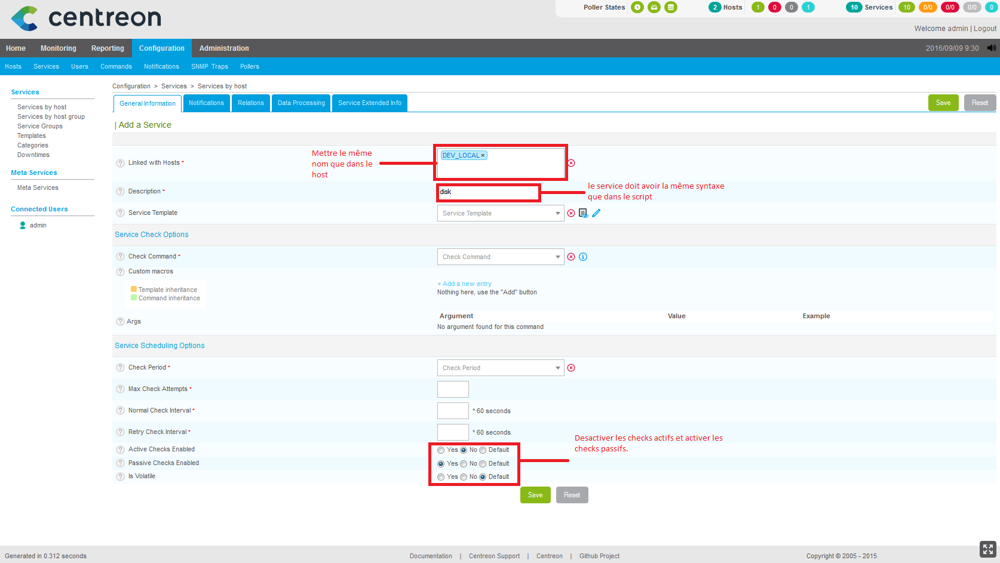 centreon
Poller States 2 Hosts 1 0 0 1 10 Services 10 0/0 0/0 0/0 0
Welcome admin | Logout
Home Monitoring Reporting Configuration Administration 2016/09/09 9:30
Hosts Services Users Commands Notifications SNMP Traps Pollers
Services
Services by host
Services by host group
Service Groups
Templates
Categories
Downtimes
Meta Services
Meta Services
Connected Users
admin
Configuration > Services > Services by host
General Information Notifications Relations Data Processing Service Extended Info Save Reset
| Add a Service
Mettre le même
nom que dans le
host
? Linked with Hosts * DEV_LOCAL ×
? Description * disk
le service doit avoir la même syntaxe
que dans le script
? Service Template Service Template
Service Check Options
? Check Command * Check Command
? Custom macros
Template inheritance
Command inheritance
+ Add a new entry
Nothing here, use the "Add" button
Argument Value Example
? Args
No argument found for this command
Service Scheduling Options
? Check Period * Check Period
? Max Check Attempts *
? Normal Check Interval * * 60 seconds
? Retry Check Interval * * 60 seconds
Desactiver les checks actifs et activer les
checks passifs.
? Active Checks Enabled Yes No Default
? Passive Checks Enabled Yes No Default
? Is Volatile Yes No Default
Save Reset
Generated in 0.312 seconds Documentation | Centreon Support | Centreon | Github Project Copyright © 2005 - 2015